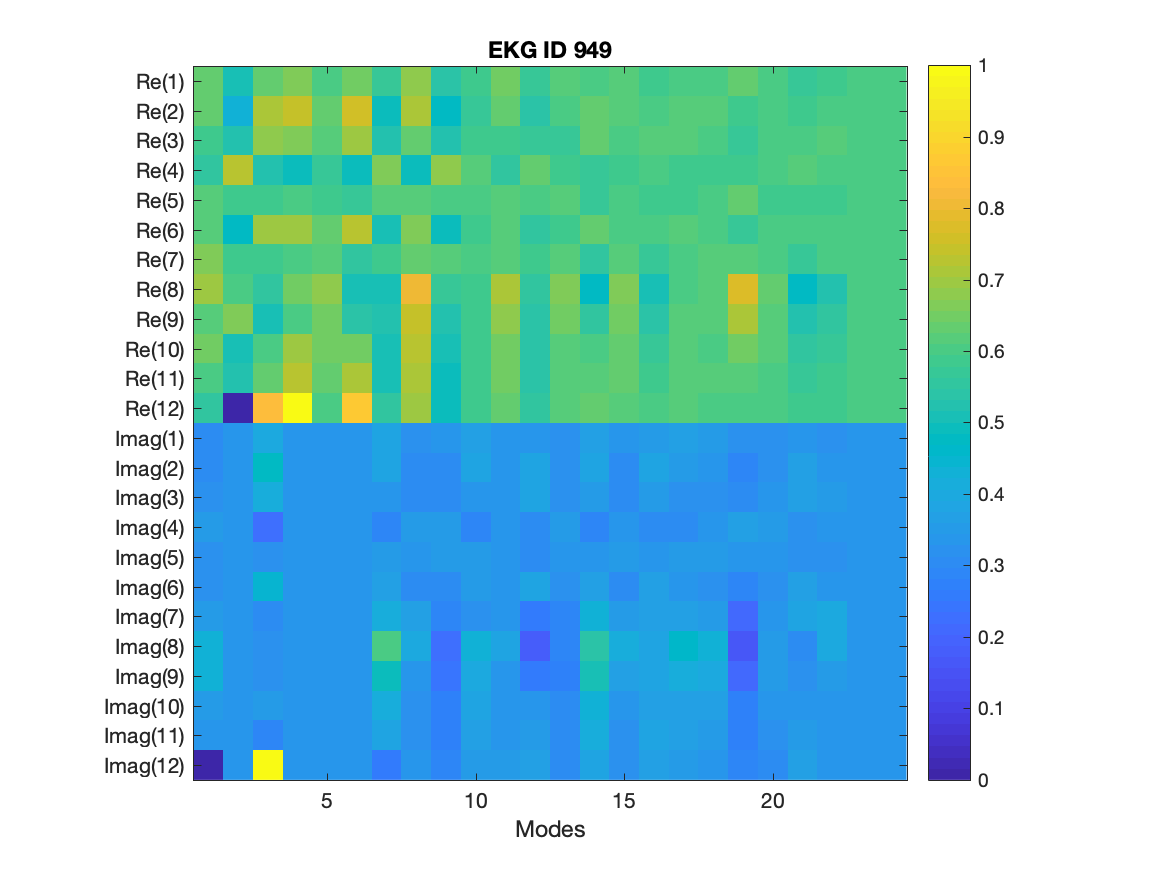 EKG ID 949
Re(1)
Re(2)
Re(3)
Re(4)
Re(5)
Re(6)
Re(7)
Re(8)
Re(9)
Re(10)
Re(11)
Re(12)
Imag(1)
Imag(2)
Imag(3)
Imag(4)
Imag(5)
Imag(6)
Imag(7)
Imag(8)
Imag(9)
Imag(10)
Imag(11)
Imag(12)
5 10 15 20
Modes
1
0.9
0.8
0.7
0.6
0.5
0.4
0.3
0.2
0.1
0